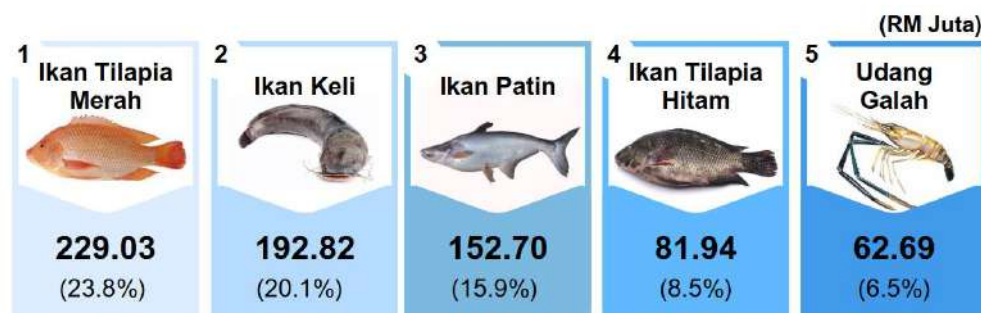 (RM Juta)
1
Ikan Tilapia
Merah
229.03
(23.8%)
2
Ikan Keli
192.82
(20.1%)
3
Ikan Patin
152.70
(15.9%)
4
Ikan Tilapia
Hitam
81.94
(8.5%)
5
Udang
Galah
62.69
(6.5%)